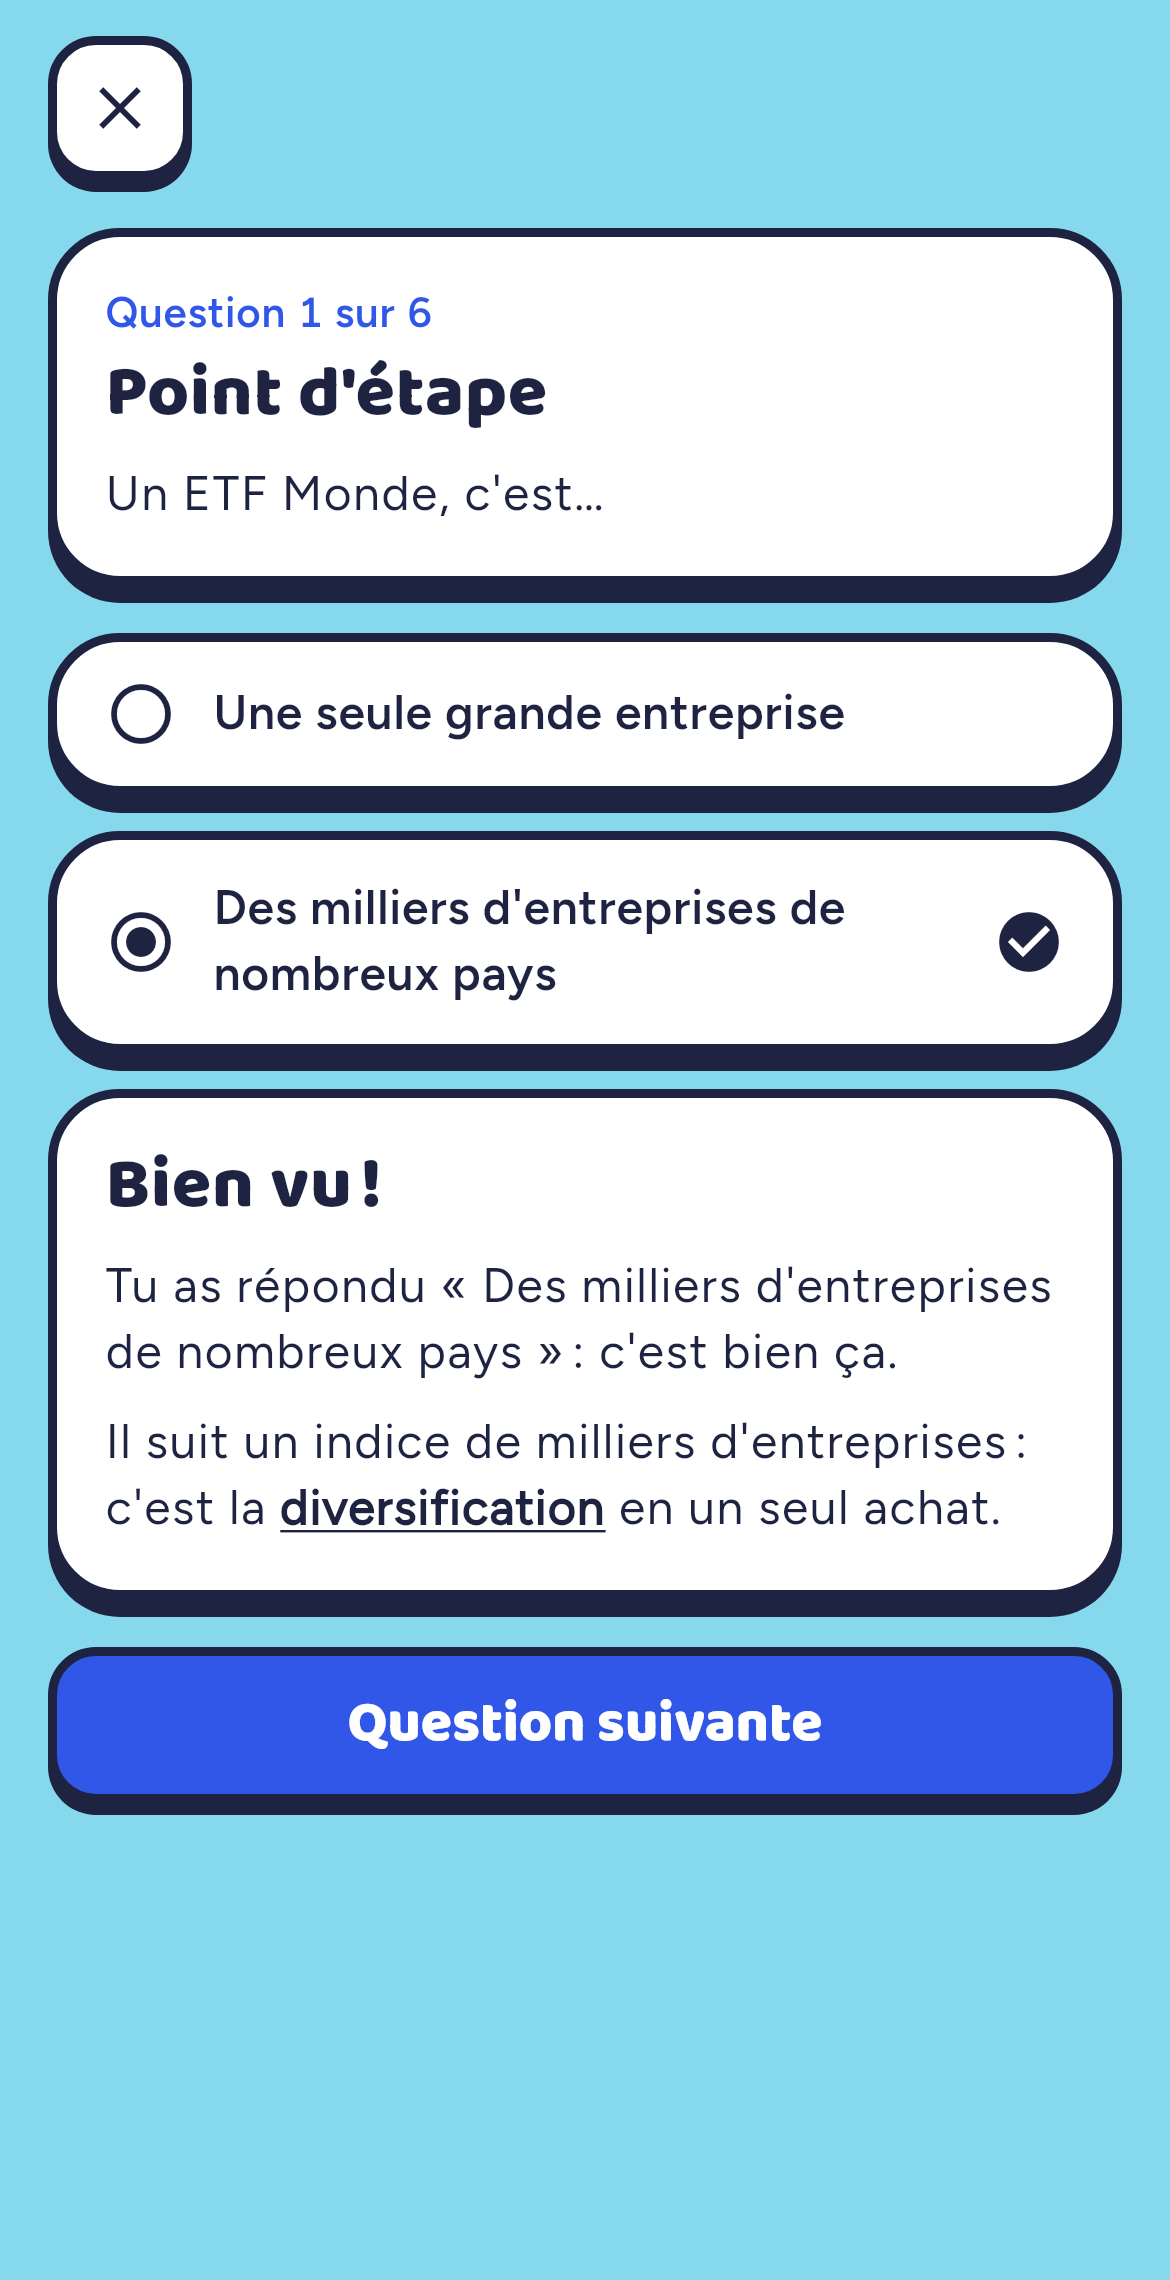 Question 1 sur 6
Point d'étape
Un ETF Monde, c'est...
Une seule grande entreprise
Des milliers d'entreprises de
nombreux pays
Bien vu !
Tu as répondu « Des milliers d'entreprises
de nombreux pays » : c'est bien ça.
Il suit un indice de milliers d'entreprises :
c'est la diversification en un seul achat.
Question suivante